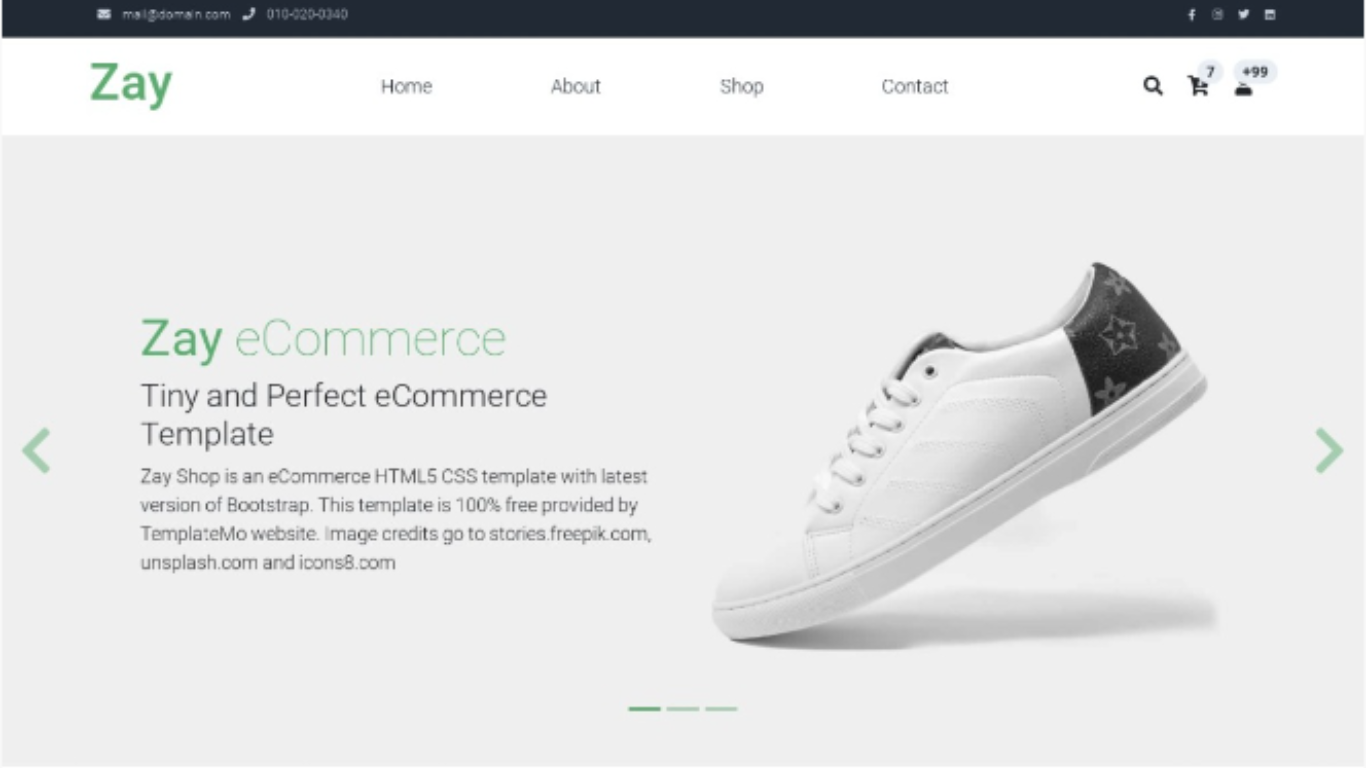 mail@domain.com 010-020-0340
Zay
Home About Shop Contact
7 +99
Zay eCommerce
Tiny and Perfect eCommerce
Template
Zay Shop is an eCommerce HTML5 CSS template with latest
version of Bootstrap. This template is 100% free provided by
TemplateMo website. Image credits go to stories.freepik.com,
unsplash.com and icons8.com